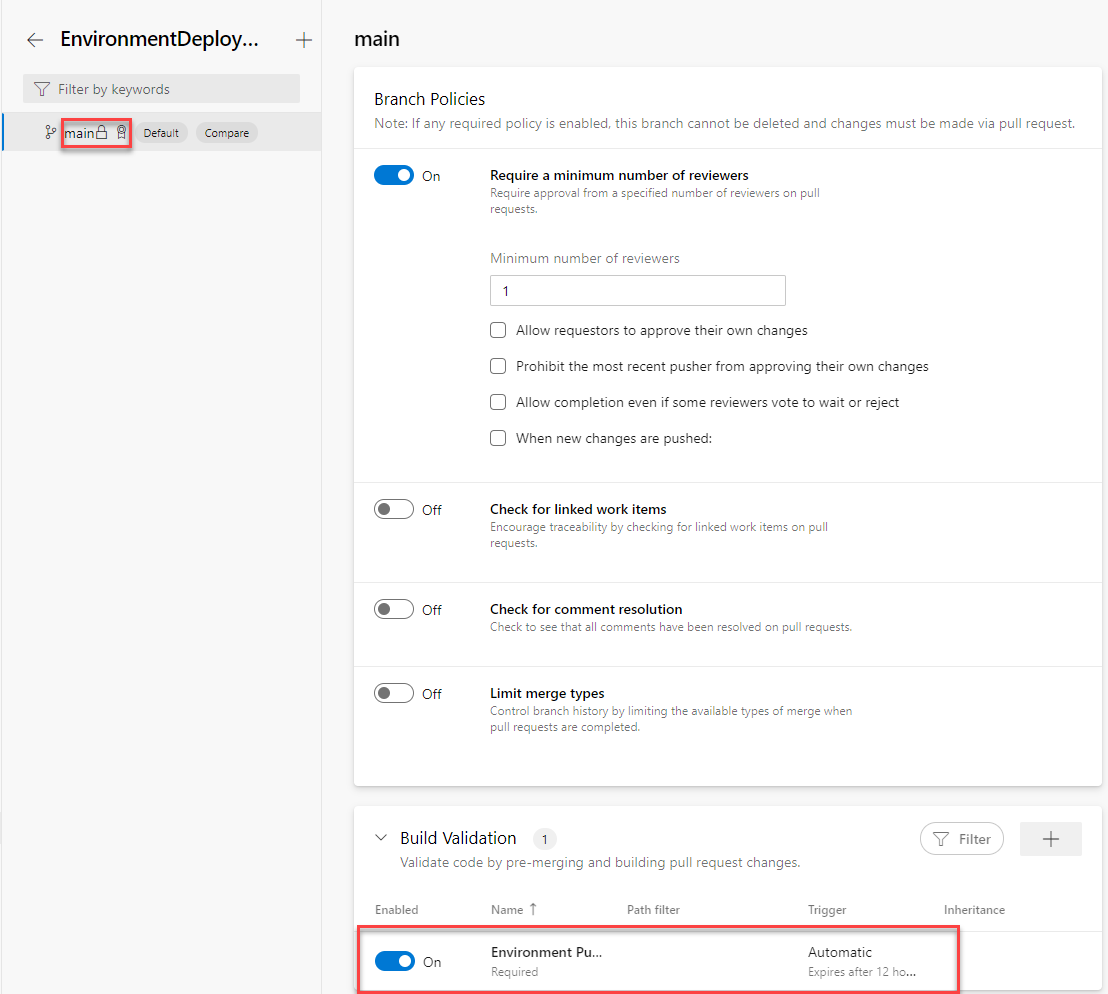 EnvironmentDeploy...
Filter by keywords
main Default Compare
main
Branch Policies
Note: If any required policy is enabled, this branch cannot be deleted and changes must be made via pull request.
On Require a minimum number of reviewers
Require approval from a specified number of reviewers on pull
requests.
Minimum number of reviewers
1
Allow requestors to approve their own changes
Prohibit the most recent pusher from approving their own changes
Allow completion even if some reviewers vote to wait or reject
When new changes are pushed:
Off Check for linked work items
Encourage traceability by checking for linked work items on pull
requests.
Off Check for comment resolution
Check to see that all comments have been resolved on pull requests.
Off Limit merge types
Control branch history by limiting the available types of merge when
pull requests are completed.
Build Validation 1 Filter
Validate code by pre-merging and building pull request changes.
Enabled Name ↑ Path filter Trigger Inheritance
On Environment Pu... Automatic
Required Expires after 12 ho...